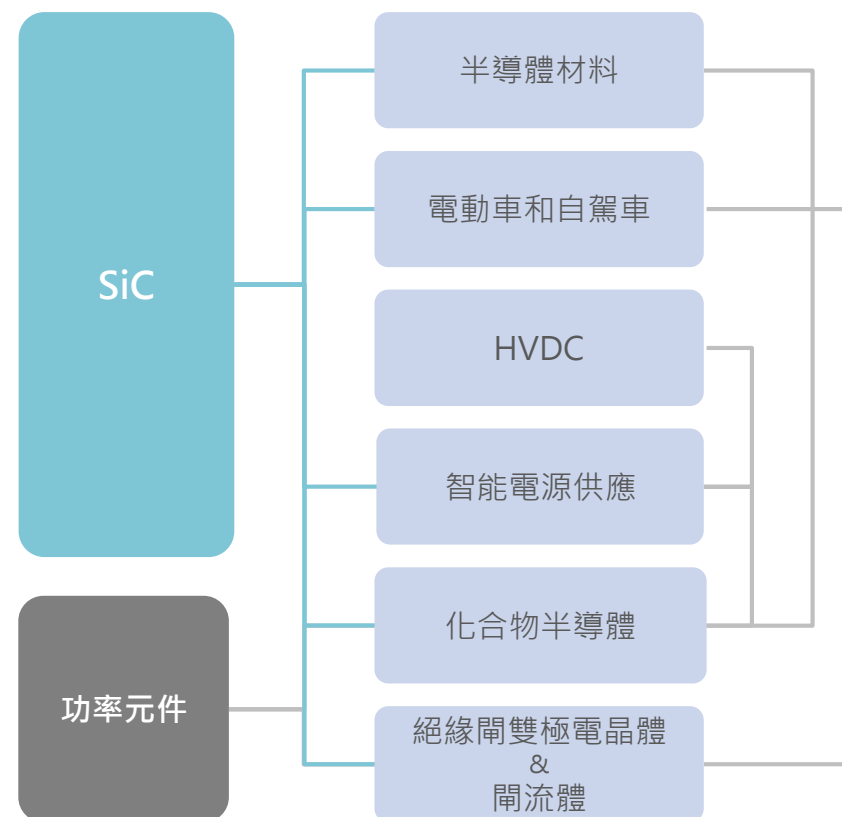 SiC
功率元件
半導體材料
電動車和自駕車
HVDC
智能電源供應
化合物半導體
絕緣閘雙極電晶體
&
閘流體